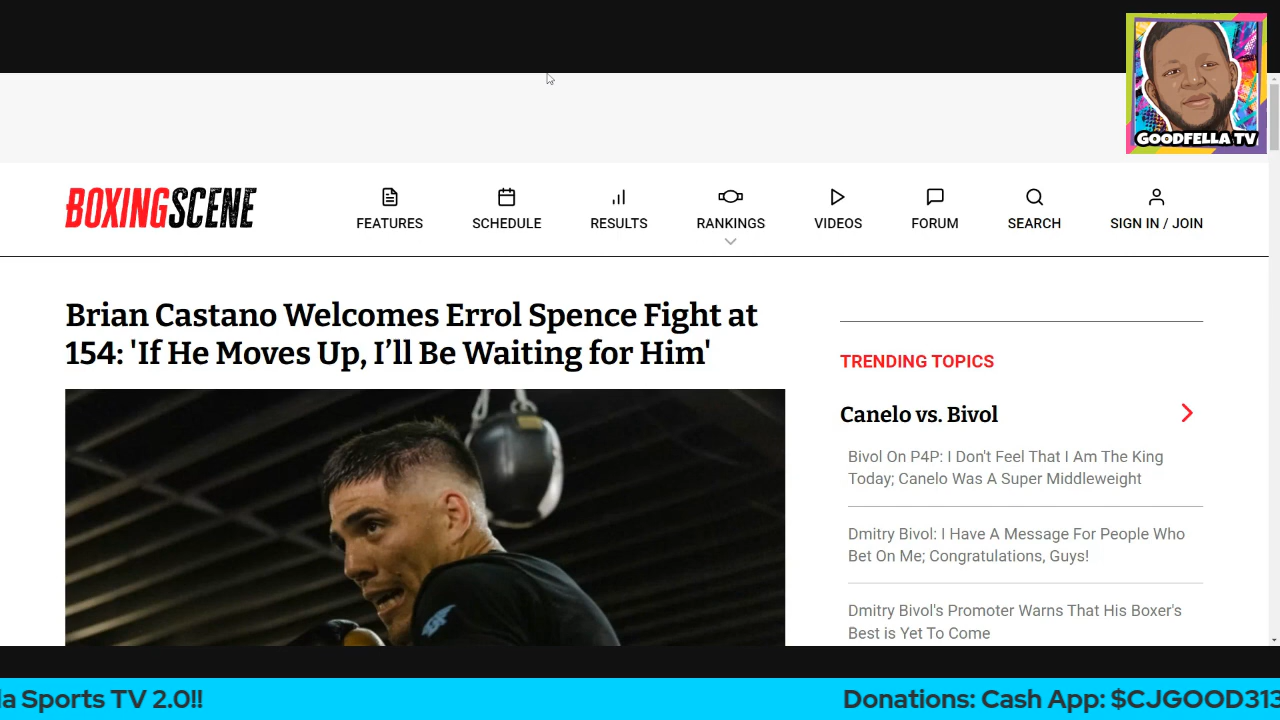 GOODFELLA TV
BOXINGSCENE
FEATURES
SCHEDULE
RESULTS
RANKINGS
VIDEOS
FORUM
SEARCH
SIGN IN / JOIN
Brian Castano Welcomes Errol Spence Fight at
154: 'If He Moves Up, I’ll Be Waiting for Him'
TRENDING TOPICS
Canelo vs. Bivol
Bivol On P4P: I Don't Feel That I Am The King
Today; Canelo Was A Super Middleweight
Dmitry Bivol: I Have A Message For People Who
Bet On Me; Congratulations, Guys!
Dmitry Bivol's Promoter Warns That His Boxer's
Best is Yet To Come
la Sports TV 2.0!!
Donations: Cash App: $CJGOOD313